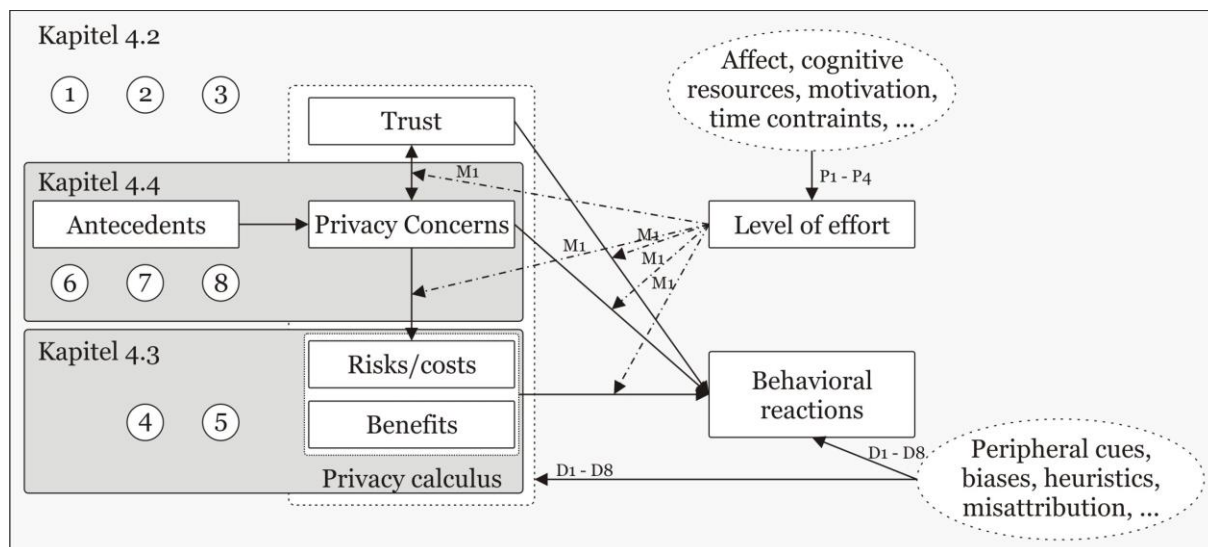 Kapitel 4.2
1 2 3
Trust
Affect, cognitive
resources, motivation,
time contraints, ...
P1 - P4
Kapitel 4.4
M1
Antecedents
Privacy Concerns
Level of effort
M1
M1
M1
M1
6 7 8
Kapitel 4.3
Risks/costs
Benefits
4 5
Privacy calculus
Behavioral
reactions
D1 - D8
D1 - D8
Peripheral cues,
biases, heuristics,
misattribution, ...